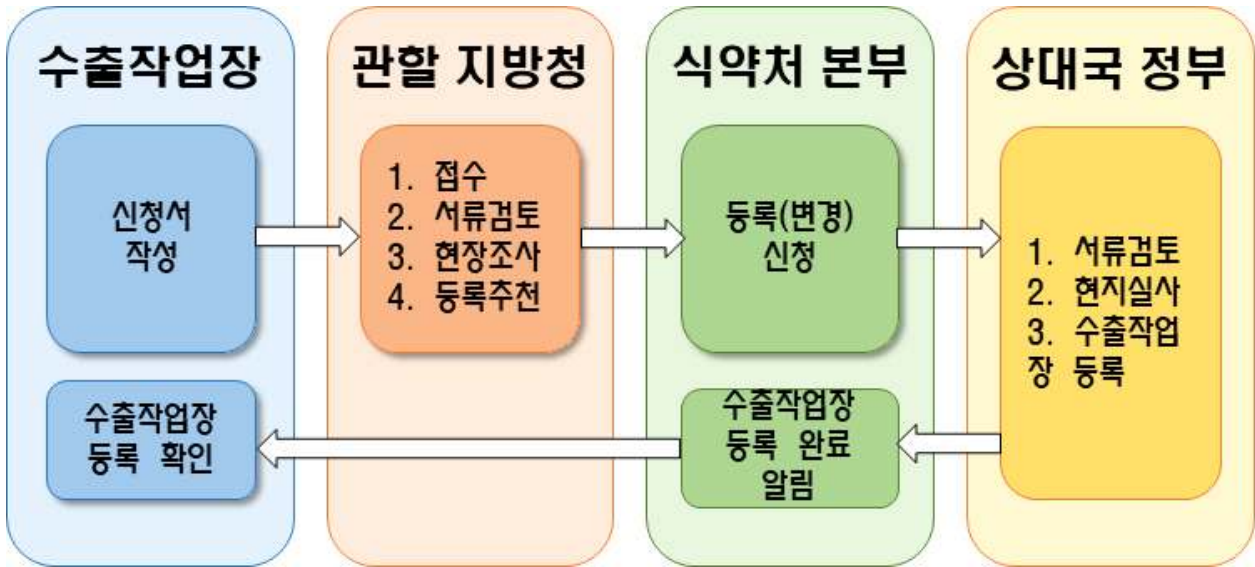 수출작업장
신청서
작성
수출작업장
등록 확인
관할 지방청
1. 접수
2. 서류검토
3. 현장조사
4. 등록추천
식약처 본부
등록(변경)
신청
수출작업장
등록 완료
알림
상대국 정부
1. 서류검토
2. 현지실사
3. 수출작업
장 등록